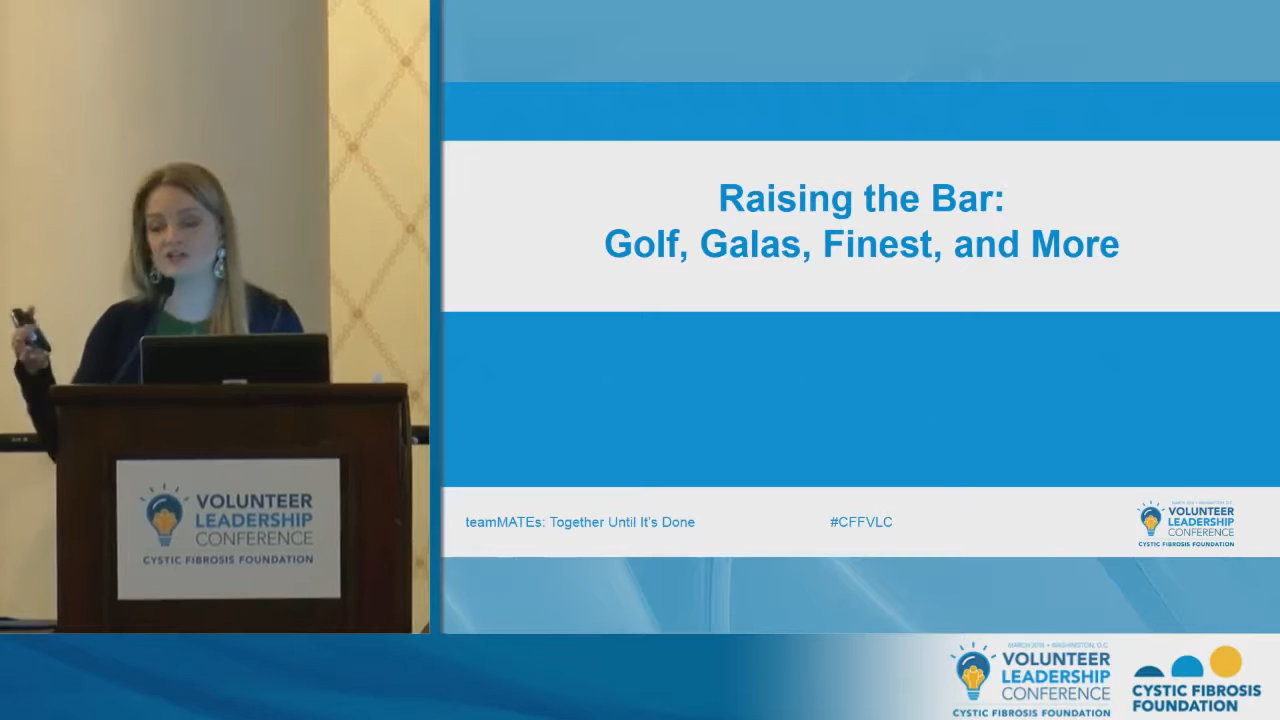 Raising the Bar:
Golf, Galas, Finest, and More
teamMATEs: Together Until It's Done
#CFFVLC
VOLUNTEER
LEADERSHIP
CONFERENCE
CYSTIC FIBROSIS FOUNDATION
VOLUNTEER
LEADERSHIP
CONFERENCE
CYSTIC FIBROSIS FOUNDATION
VOLUNTEER
LEADERSHIP
CONFERENCE
CYSTIC FIBROSIS FOUNDATION
CYSTIC FIBROSIS
FOUNDATION